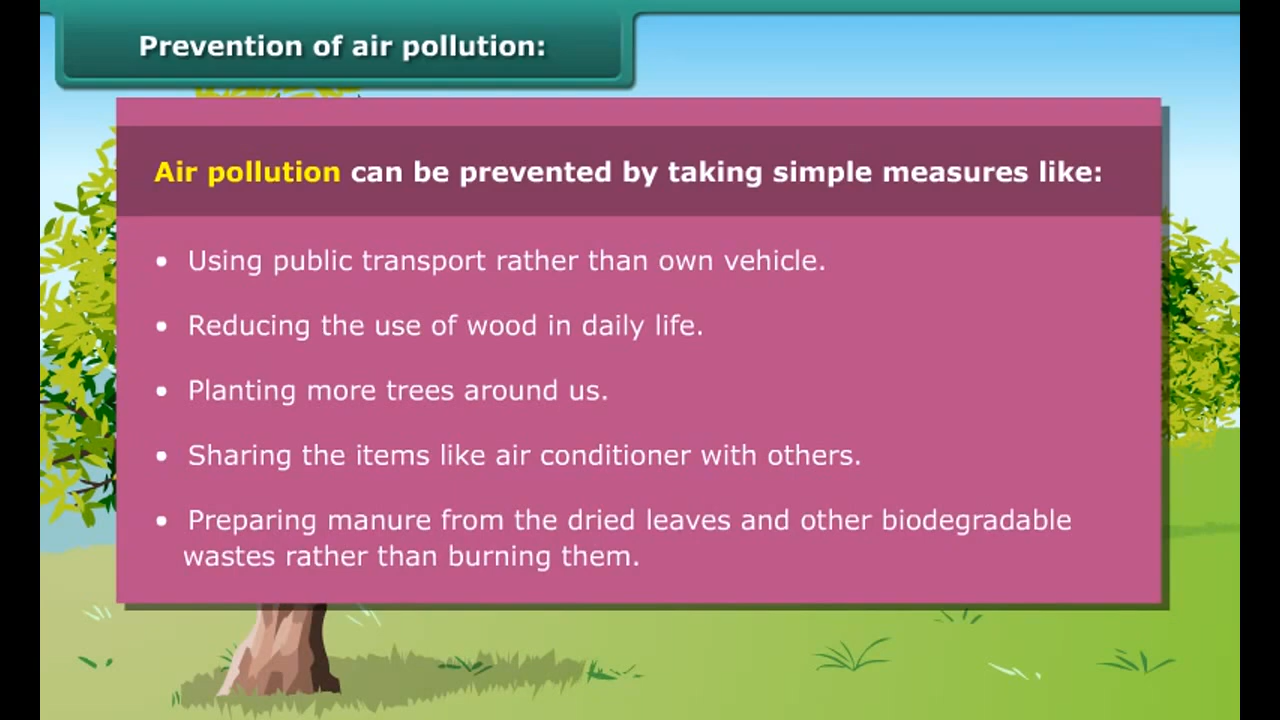 Prevention of air pollution:
Air pollution can be prevented by taking simple measures like:
• Using public transport rather than own vehicle.
• Reducing the use of wood in daily life.
• Planting more trees around us.
• Sharing the items like air conditioner with others.
• Preparing manure from the dried leaves and other biodegradable
wastes rather than burning them.